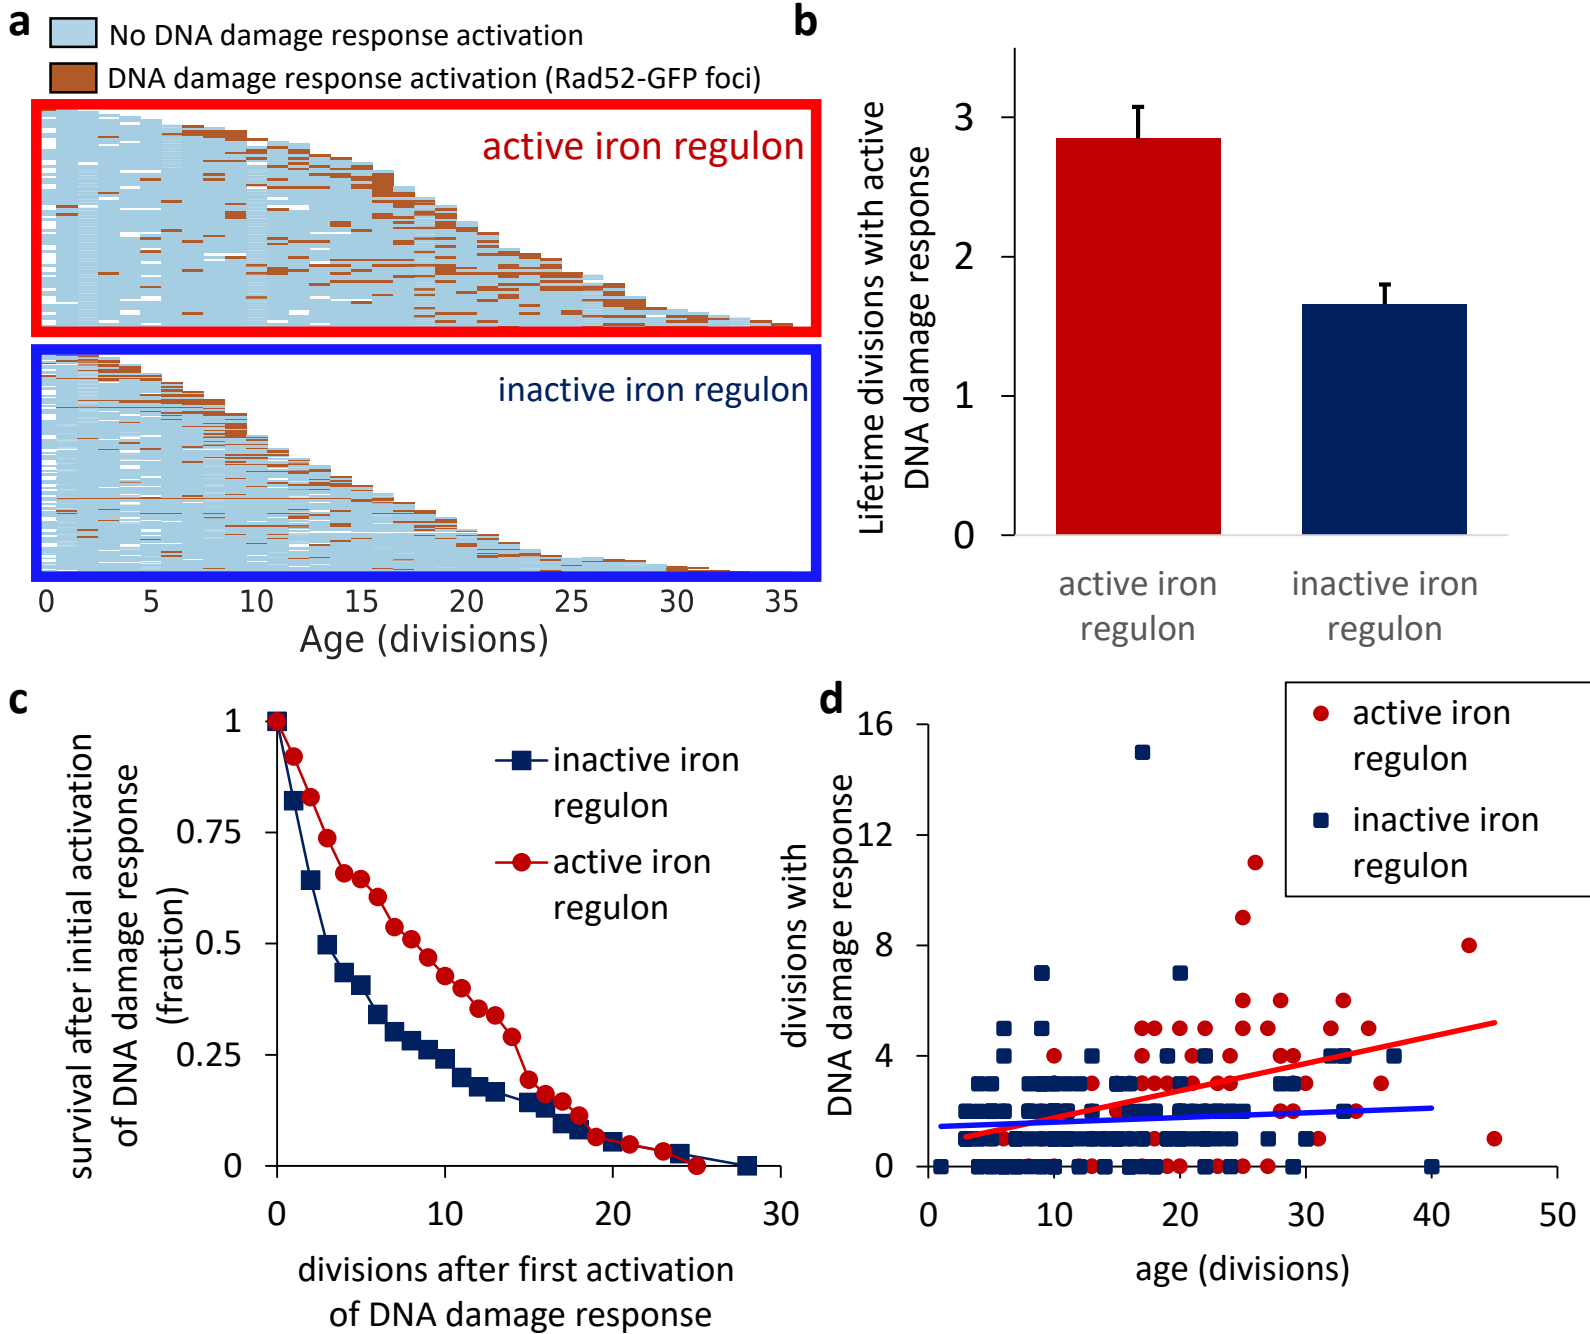 a
No DNA damage response activation
DNA damage response activation (Rad52-GFP foci)
active iron regulon
inactive iron regulon
0 5 10 15 20 25 30 35
Age (divisions)
b
Lifetime divisions with active
DNA damage response
3
2
1
0
active iron
regulon
inactive iron
regulon
c
survival after initial activation
of DNA damage response
(fraction)
1
0.75
0.5
0.25
0
inactive iron
regulon
active iron
regulon
0 10 20 30
divisions after first activation
of DNA damage response
d
divisions with
DNA damage response
16
12
8
4
0
active iron
regulon
inactive iron
regulon
0 10 20 30 40 50
age (divisions)